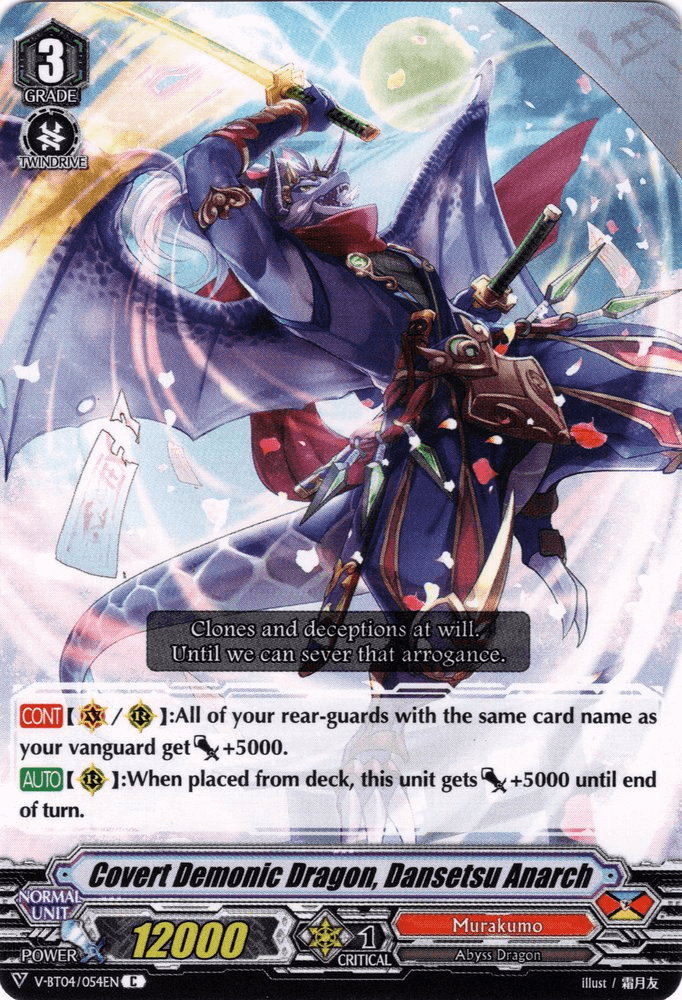 3
GRADE
TWINDRIVE
Clones and deceptions at will.
Until we can sever that arrogance.
CONT【V/R】:All of your rear-guards with the same card name as
your vanguard get +5000.
AUTO【R】:When placed from deck, this unit gets +5000 until end
of turn.
Covert Demonic Dragon, Dansetsu Anarch
NORMAL
UNIT
POWER 12000 1 CRITICAL
Murakumo
Abyss Dragon
V-BT04/054EN C
illust / 霜月友